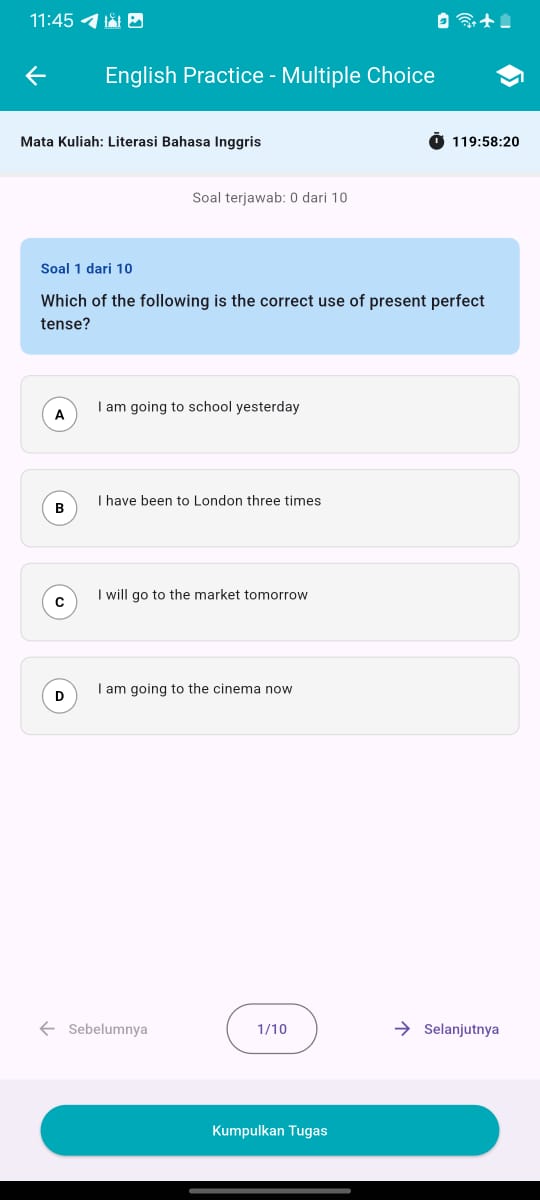 11:45
English Practice - Multiple Choice
Mata Kuliah: Literasi Bahasa Inggris
119:58:20
Soal terjawab: 0 dari 10
Soal 1 dari 10
Which of the following is the correct use of present perfect
tense?
A
I am going to school yesterday
B
I have been to London three times
C
I will go to the market tomorrow
D
I am going to the cinema now
Sebelumnya
1/10
Selanjutnya
Kumpulkan Tugas